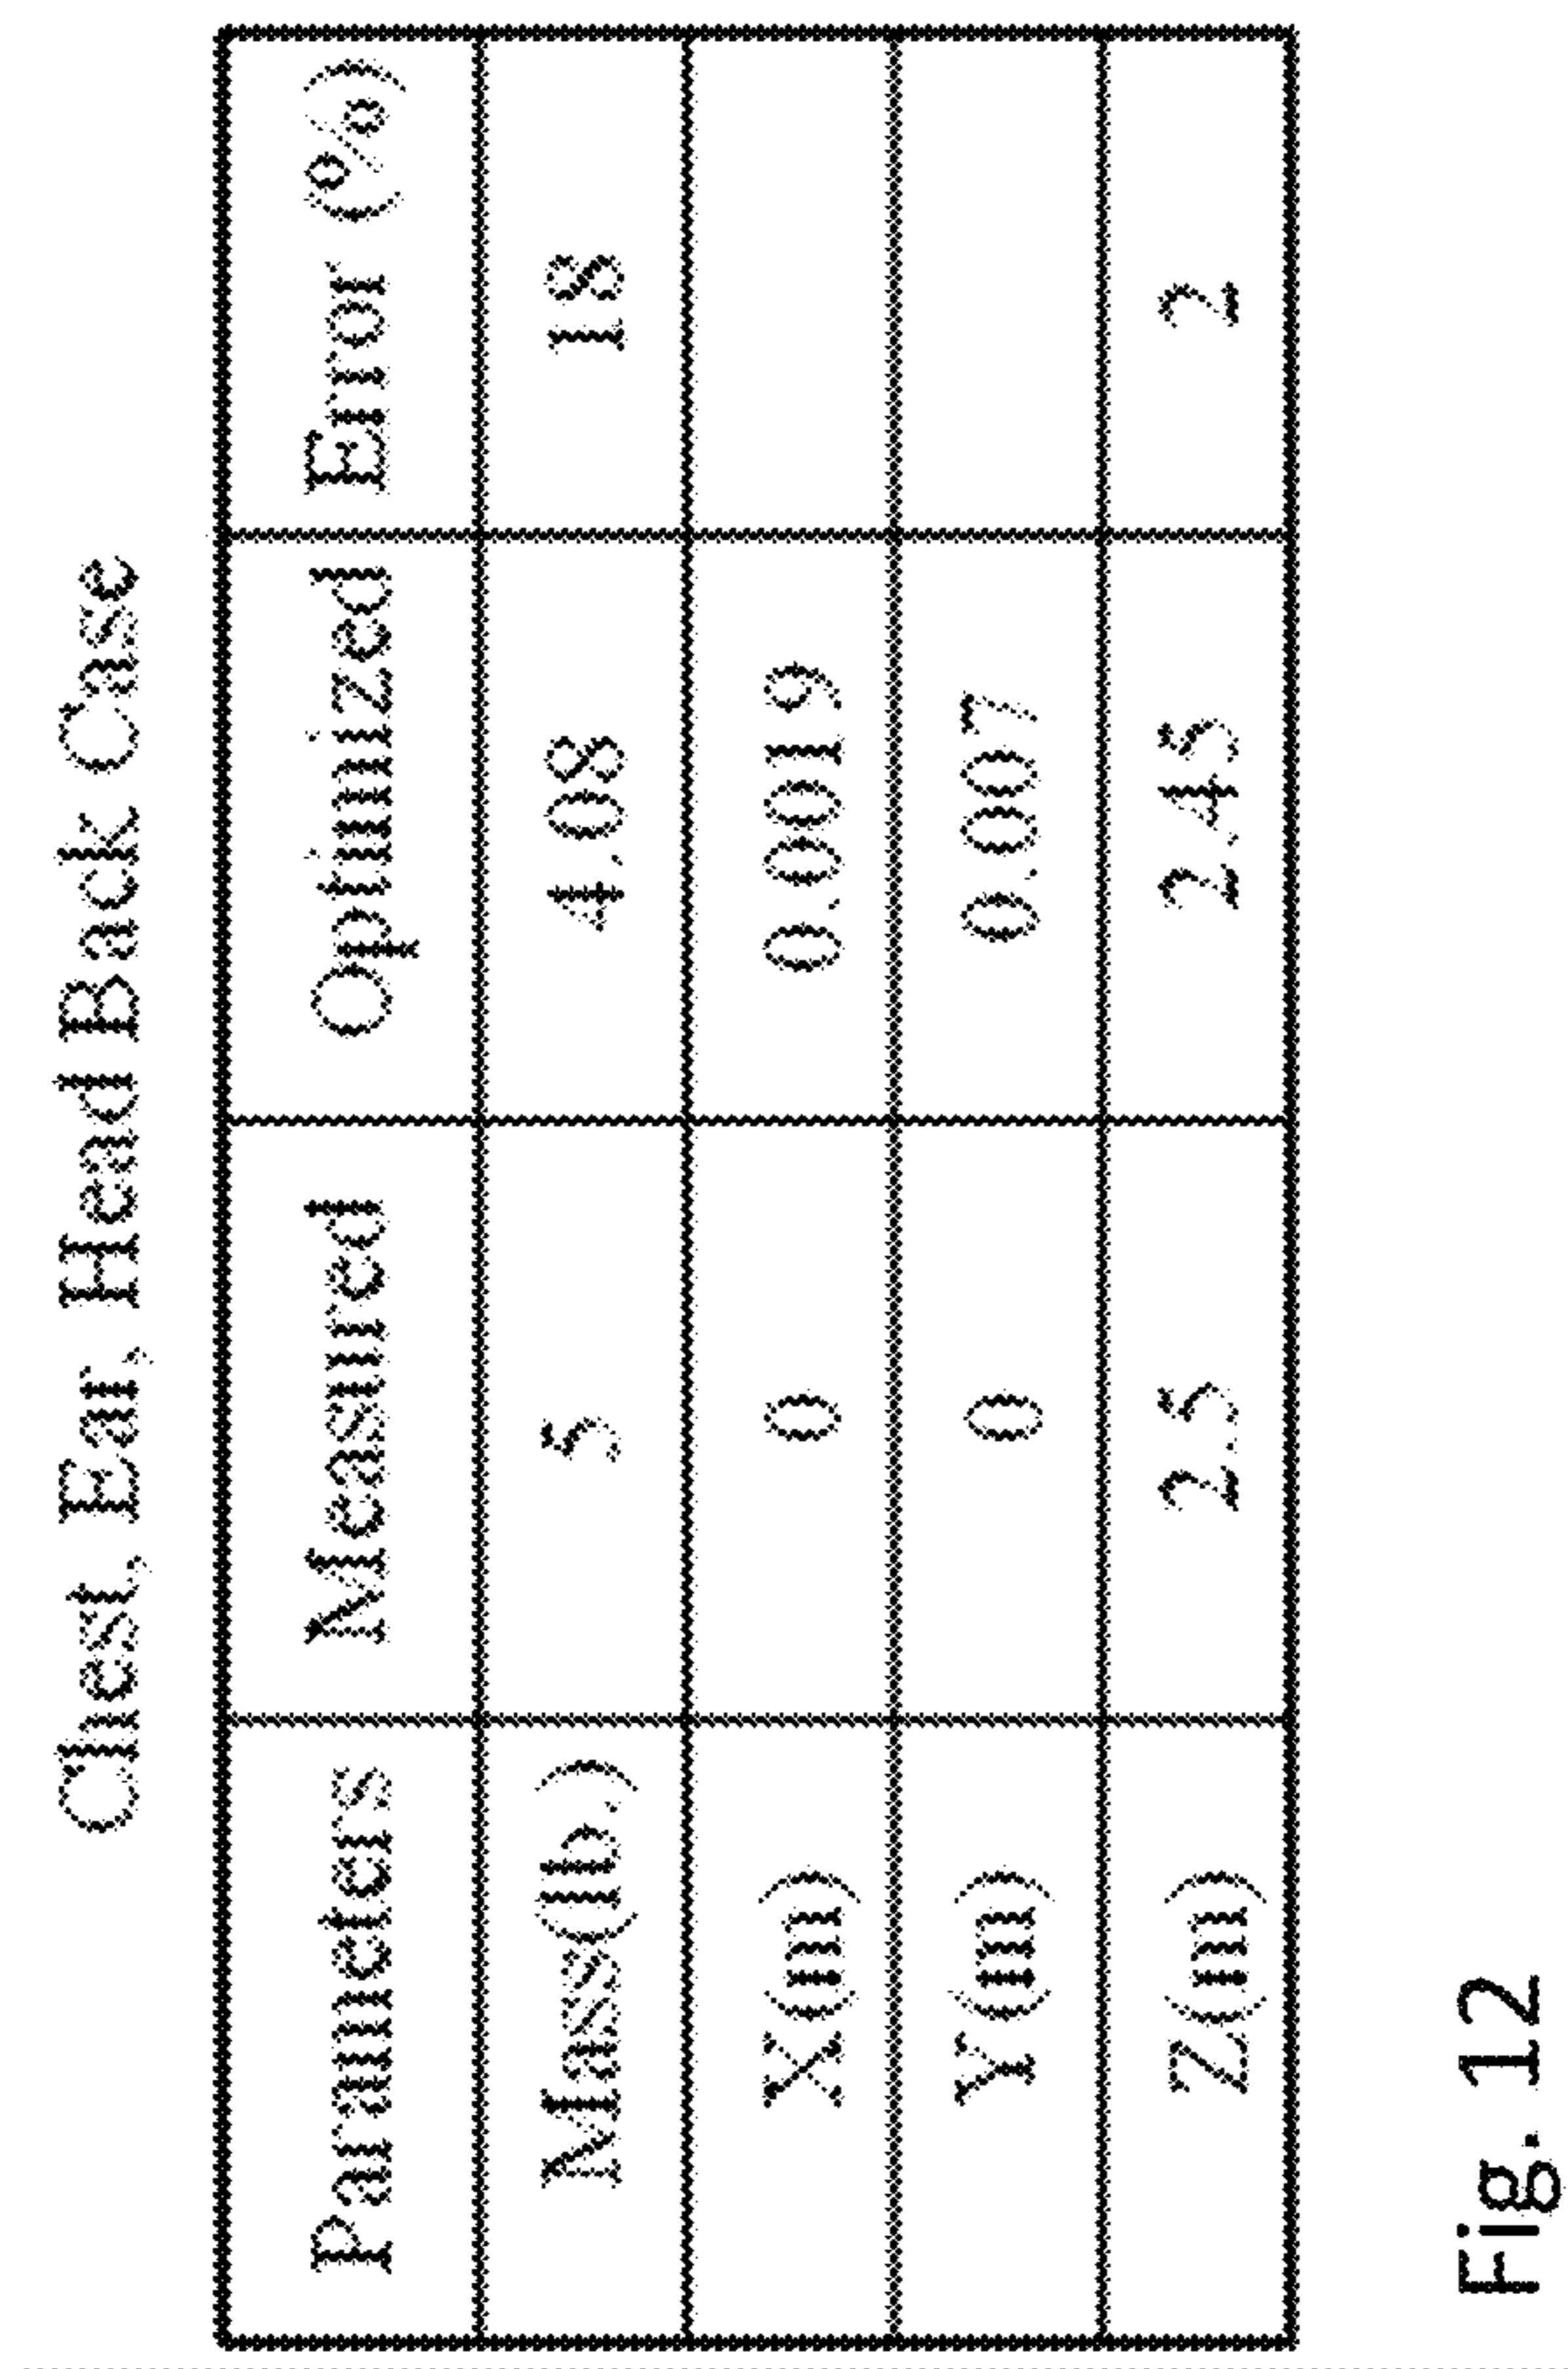 Chest, Ear, Head Back Case
Parameters Measured Optimized Error (%)
Mass(lb.) 5 4.08 18
X(m) 0 0.0019
Y(m) 0 0.007
Z(m) 2.5 2.45 2
Fig. 12